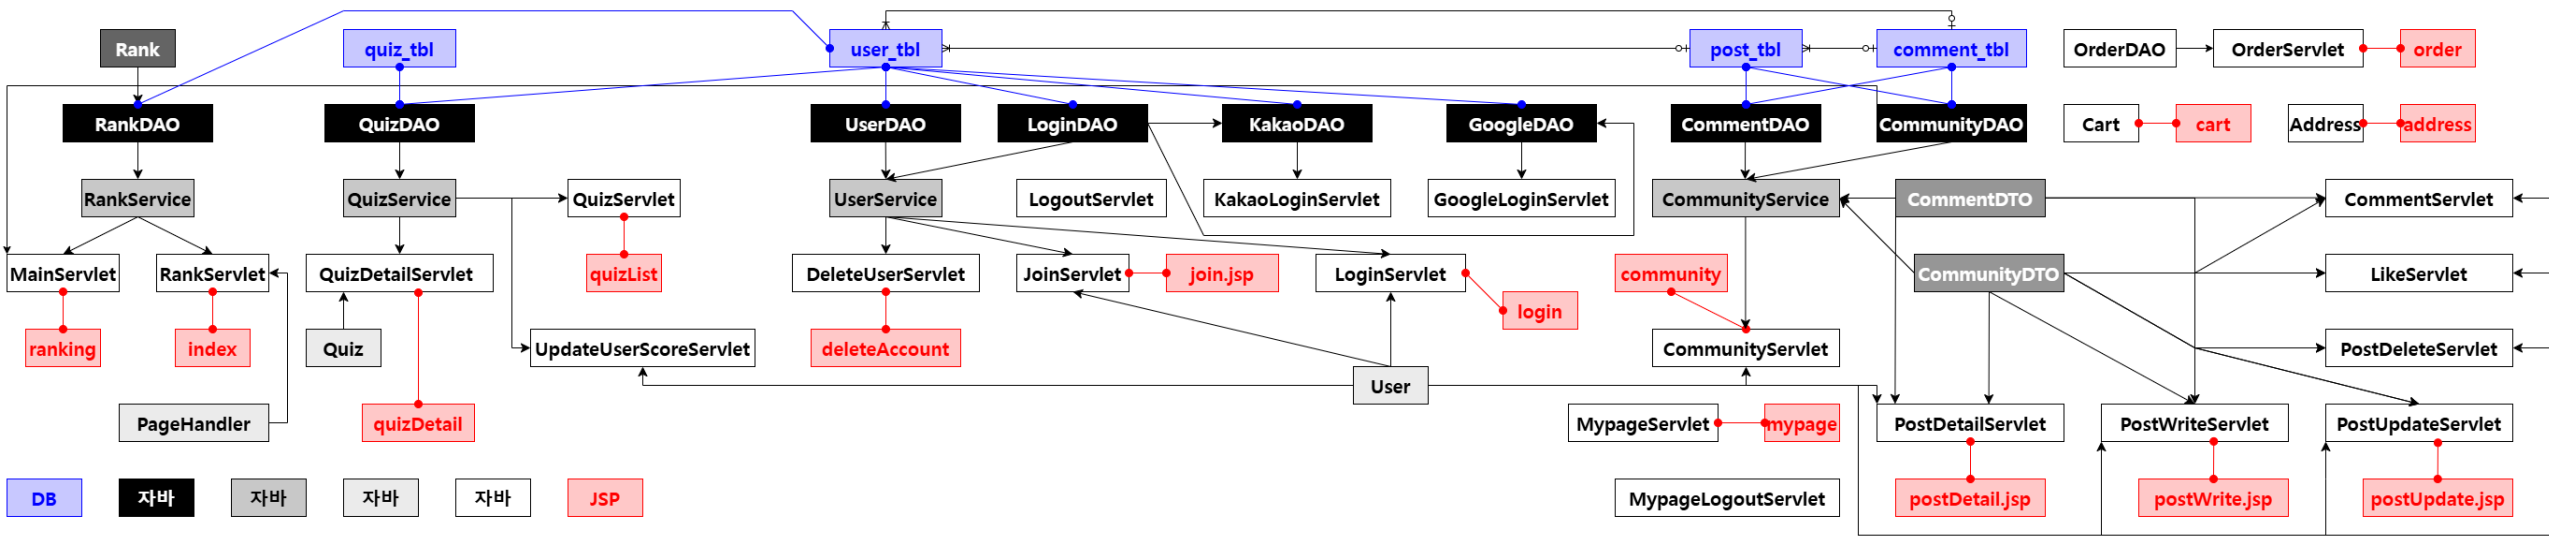 Rank
quiz_tbl
user_tbl
post_tbl
comment_tbl
OrderDAO
OrderServlet
order
RankDAO
QuizDAO
UserDAO
LoginDAO
KakaoDAO
GoogleDAO
CommentDAO
CommunityDAO
Cart
cart
Address
address
RankService
QuizService
QuizServlet
UserService
LogoutServlet
KakaoLoginServlet
GoogleLoginServlet
CommunityService
CommentDTO
CommentServlet
MainServlet
RankServlet
QuizDetailServlet
quizList
DeleteUserServlet
JoinServlet
join.jsp
LoginServlet
community
CommunityDTO
LikeServlet
login
ranking
index
Quiz
UpdateUserScoreServlet
deleteAccount
CommunityServlet
PostDeleteServlet
User
PageHandler
quizDetail
MypageServlet
mypage
PostDetailServlet
PostWriteServlet
PostUpdateServlet
DB
자바
자바
자바
자바
JSP
MypageLogoutServlet
postDetail.jsp
postWrite.jsp
postUpdate.jsp